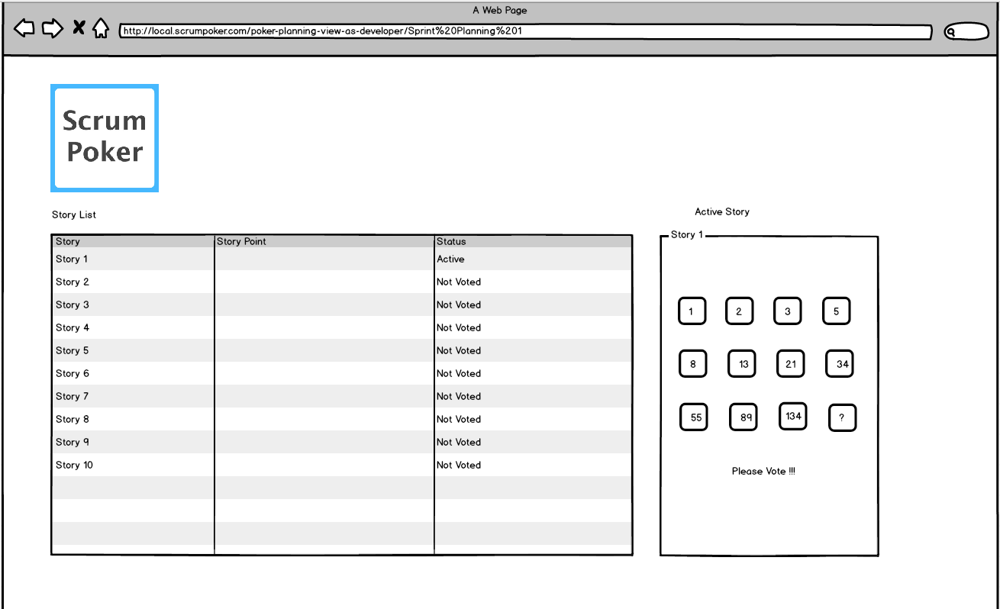 A Web Page
http://local.scrumpoker.com/poker-planning-view-as-developer/Sprint%20Planning%201
Scrum
Poker
Story List
Active Story
Story Story Point Status
Story 1 Active
Story 2 Not Voted
Story 3 Not Voted
Story 4 Not Voted
Story 5 Not Voted
Story 6 Not Voted
Story 7 Not Voted
Story 8 Not Voted
Story 9 Not Voted
Story 10 Not Voted
Story 1
1 2 3 5
8 13 21 34
55 89 134 ?
Please Vote !!!